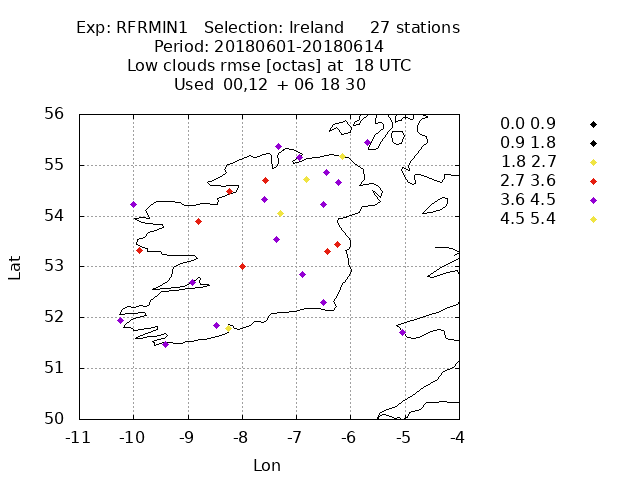 Exp: RFRMIN1 Selection: Ireland 27 stations
Period: 20180601-20180614
Low clouds rmse [octas] at 18 UTC
Used 00,12 + 06 18 30
56
55
54
53
52
51
50
-11 -10 -9 -8 -7 -6 -5 -4
Lat
Lon
0.0 0.9
0.9 1.8
1.8 2.7
2.7 3.6
3.6 4.5
4.5 5.4